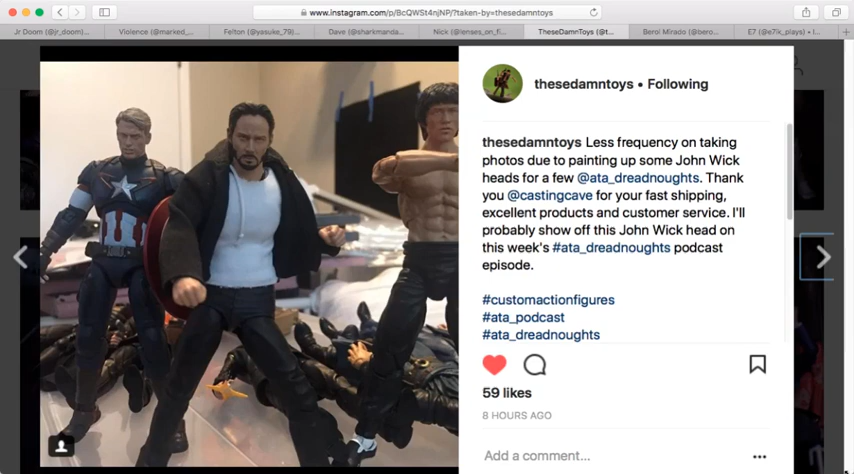 www.instagram.com/p/BcQWSt4njNP/?taken-by=thesedamntoys
Jr Doom (@jr_doom)...
Violence (@marked_...
Felton (@yasuke_79)...
Dave (@sharkmanda...
Nick (@lenses_on_fi...
TheseDamnToys (@t...
Berol Mirado (@bero...
E7 (@e7ik_plays) • I...
thesedamntoys • Following
thesedamntoys Less frequency on taking
photos due to painting up some John Wick
heads for a few @ata_dreadnoughts. Thank
you @castingcave for your fast shipping,
excellent products and customer service. I'll
probably show off this John Wick head on
this week's #ata_dreadnoughts podcast
episode.
#customactionfigures
#ata_podcast
#ata_dreadnoughts
59 likes
8 HOURS AGO
Add a comment...